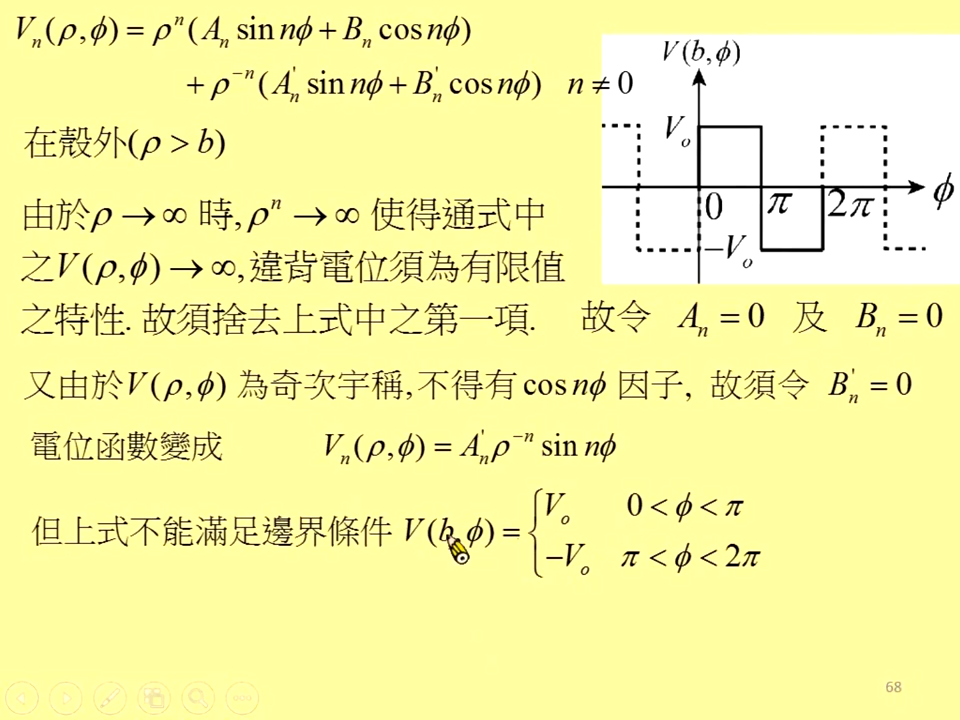 Vₙ(ρ,ϕ) = ρⁿ(Aₙ sin nϕ + Bₙ cos nϕ)
+ ρ⁻ⁿ(Aₙ' sin nϕ + Bₙ' cos nϕ) n ≠ 0
V(b,ϕ)
Vₒ
0 π 2π ϕ
−Vₒ
在殼外(ρ > b)
由於ρ → ∞ 時, ρⁿ → ∞ 使得通式中
之V(ρ,ϕ) → ∞, 違背電位須為有限值
之特性. 故須捨去上式中之第一項. 故令 Aₙ = 0 及 Bₙ = 0
又由於V(ρ,ϕ) 為奇次宇稱, 不得有 cos nϕ 因子, 故須令 Bₙ' = 0
電位函數變成 Vₙ(ρ,ϕ) = Aₙ' ρ⁻ⁿ sin nϕ
但上式不能滿足邊界條件 V(b,ϕ) = { Vₒ 0 < ϕ < π
−Vₒ π < ϕ < 2π
68